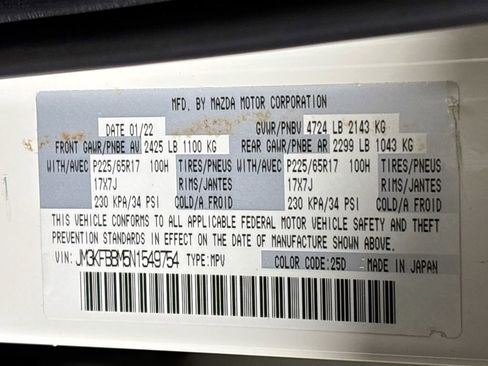 MFD. BY MAZDA MOTOR CORPORATION
DATE 01/22 GVWR/PNBV 4724 LB 2143 KG
FRONT GAWR/PNBE AV 2425 LB 1100 KG REAR GAWR/PNBE AR 2299 LB 1043 KG
WITH/AVEC P225/65R17 100H TIRES/PNEUS WITH/AVEC P225/65R17 100H TIRES/PNEUS
17X7J RIMS/JANTES 17X7J RIMS/JANTES
230 KPA/34 PSI COLD/A FROID 230 KPA/34 PSI COLD/A FROID
THIS VEHICLE CONFORMS TO ALL APPLICABLE FEDERAL MOTOR VEHICLE SAFETY AND THEFT
PREVENTION STANDARDS IN EFFECT ON THE DATE OF MANUFACTURE SHOWN ABOVE.
VIN: JM3KFBBM5N1549754 TYPE:MPV COLOR CODE:25D MADE IN JAPAN